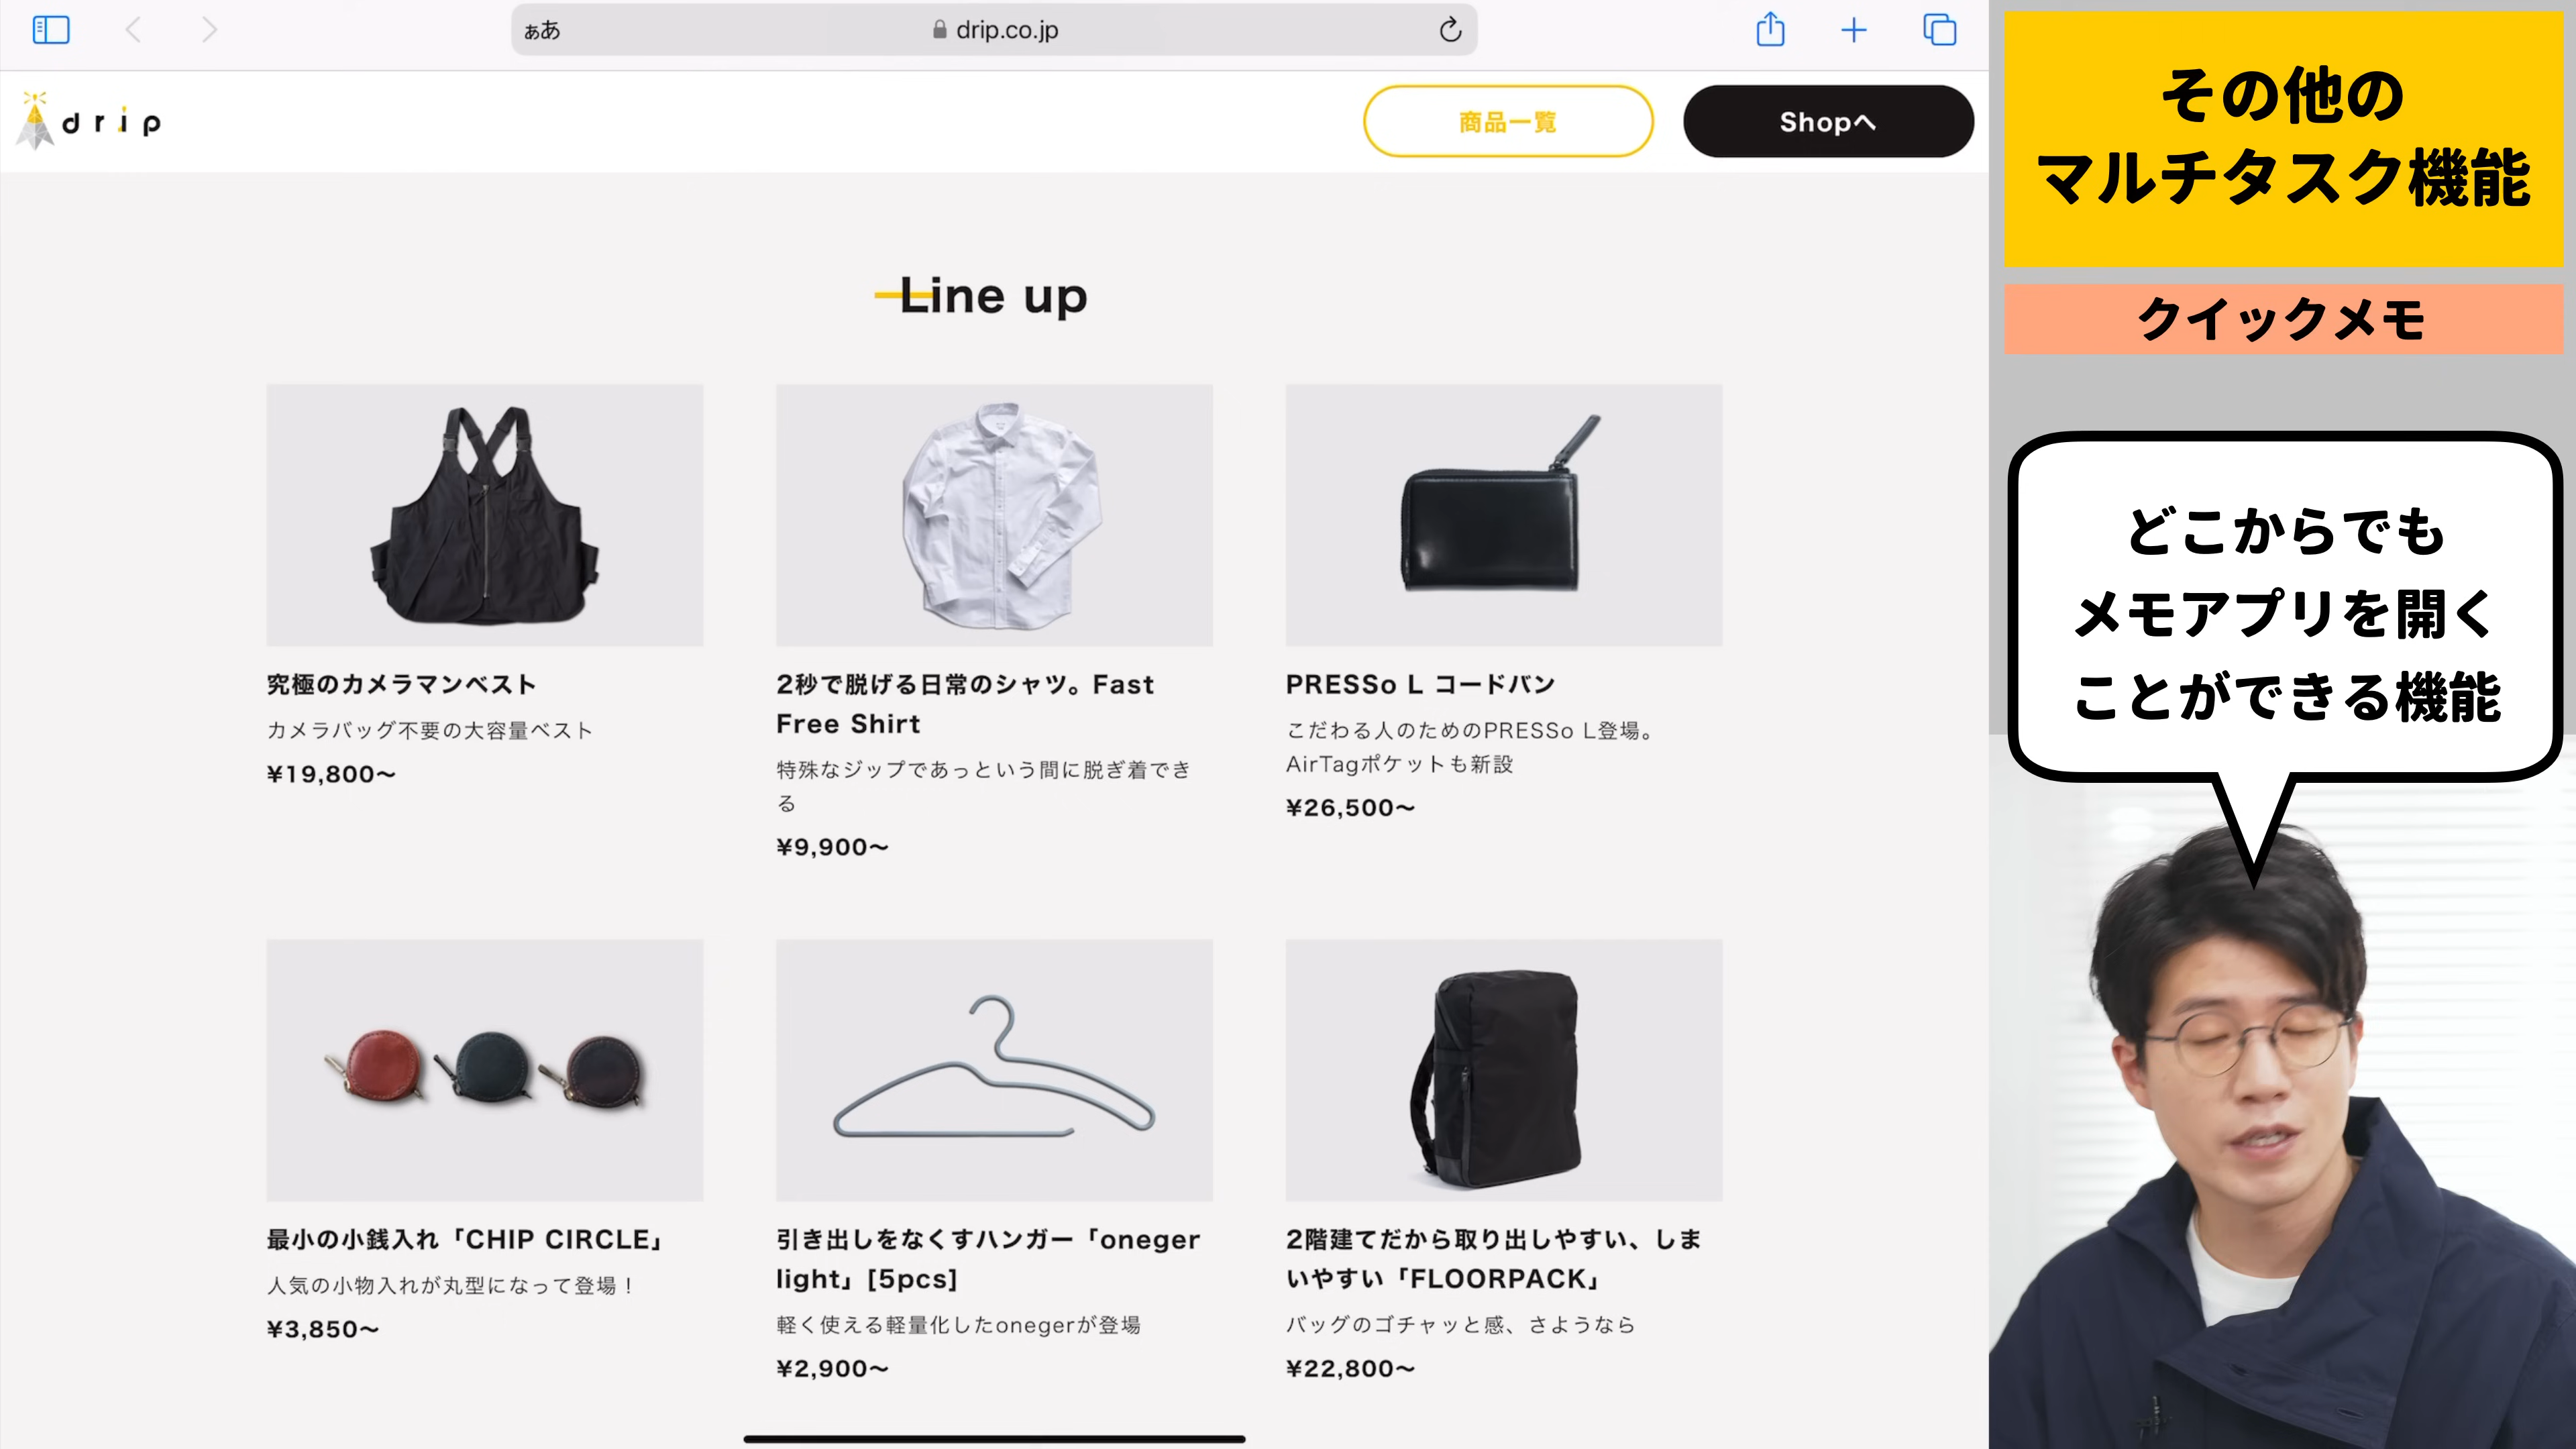 ぁあ
drip.co.jp
drip
商品一覧
Shopへ
Line up
究極のカメラマンベスト
カメラバッグ不要の大容量ベスト
¥19,800〜
2秒で脱げる日常のシャツ。Fast
Free Shirt
特殊なジップであっという間に脱ぎ着でき
る
¥9,900〜
PRESSo L コードバン
こだわる人のためのPRESSo L登場。
AirTagポケットも新設
¥26,500〜
最小の小銭入れ「CHIP CIRCLE」
人気の小物入れが丸型になって登場！
¥3,850〜
引き出しをなくすハンガー「oneger
light」[5pcs]
軽く使える軽量化したonegerが登場
¥2,900〜
2階建てだから取り出しやすい、しま
いやすい「FLOORPACK」
バッグのゴチャッと感、さようなら
¥22,800〜
その他の
マルチタスク機能
クイックメモ
どこからでも
メモアプリを開く
ことができる機能